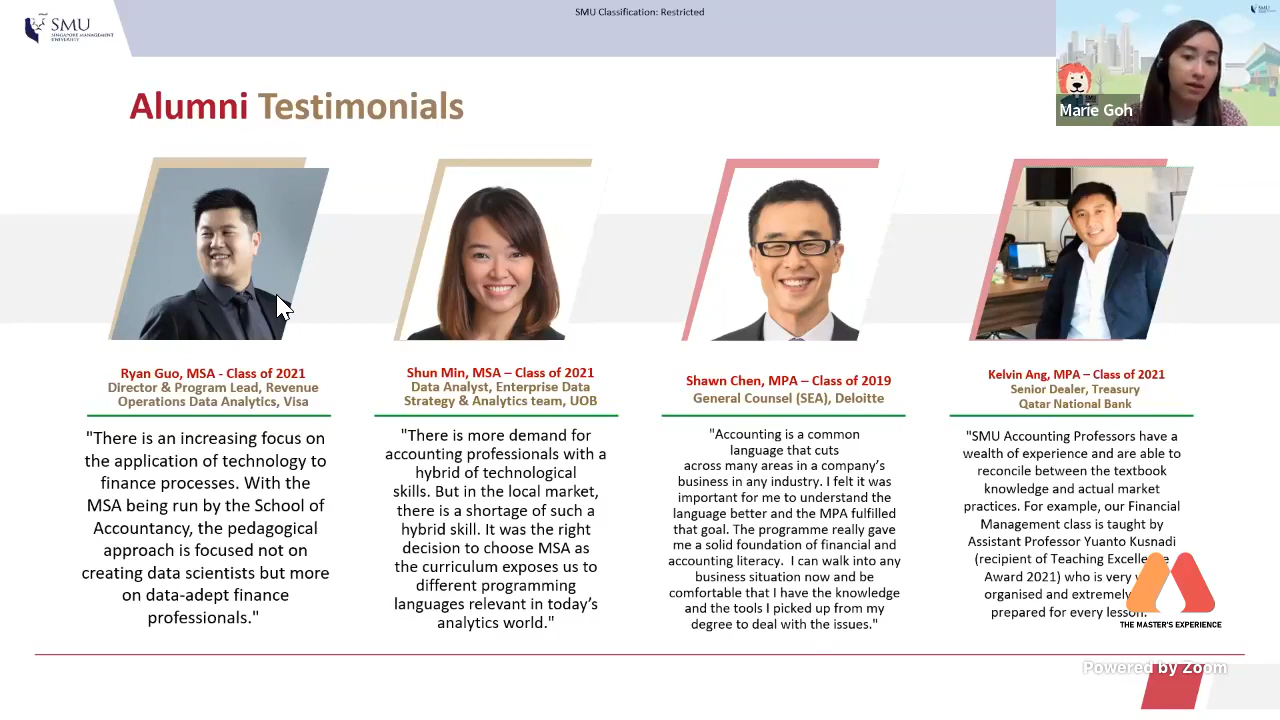 SMU Classification: Restricted
SMU
SINGAPORE MANAGEMENT
UNIVERSITY
Marie Goh
Alumni Testimonials
Ryan Guo, MSA - Class of 2021
Director & Program Lead, Revenue
Operations Data Analytics, Visa
"There is an increasing focus on
the application of technology to
finance processes. With the
MSA being run by the School of
Accountancy, the pedagogical
approach is focused not on
creating data scientists but more
on data-adept finance
professionals."
Shun Min, MSA – Class of 2021
Data Analyst, Enterprise Data
Strategy & Analytics team, UOB
"There is more demand for
accounting professionals with a
hybrid of technological
skills. But in the local market,
there is a shortage of such a
hybrid skill. It was the right
decision to choose MSA as
the curriculum exposes us to
different programming
languages relevant in today’s
analytics world."
Shawn Chen, MPA – Class of 2019
General Counsel (SEA), Deloitte
"Accounting is a common
language that cuts
across many areas in a company’s
business in any industry. I felt it was
important for me to understand the
language better and the MPA fulfilled
that goal. The programme really gave
me a solid foundation of financial and
accounting literacy. I can walk into any
business situation now and be
comfortable that I have the knowledge
and the tools I picked up from my
degree to deal with the issues."
Kelvin Ang, MPA – Class of 2021
Senior Dealer, Treasury
Qatar National Bank
"SMU Accounting Professors have a
wealth of experience and are able to
reconcile between the textbook
knowledge and actual market
practices. For example, our Financial
Management class is taught by
Assistant Professor Yuanto Kusnadi
(recipient of Teaching Excellence
Award 2021) who is very
organised and extremely
prepared for every lesson."
THE MASTER'S EXPERIENCE
Powered by Zoom